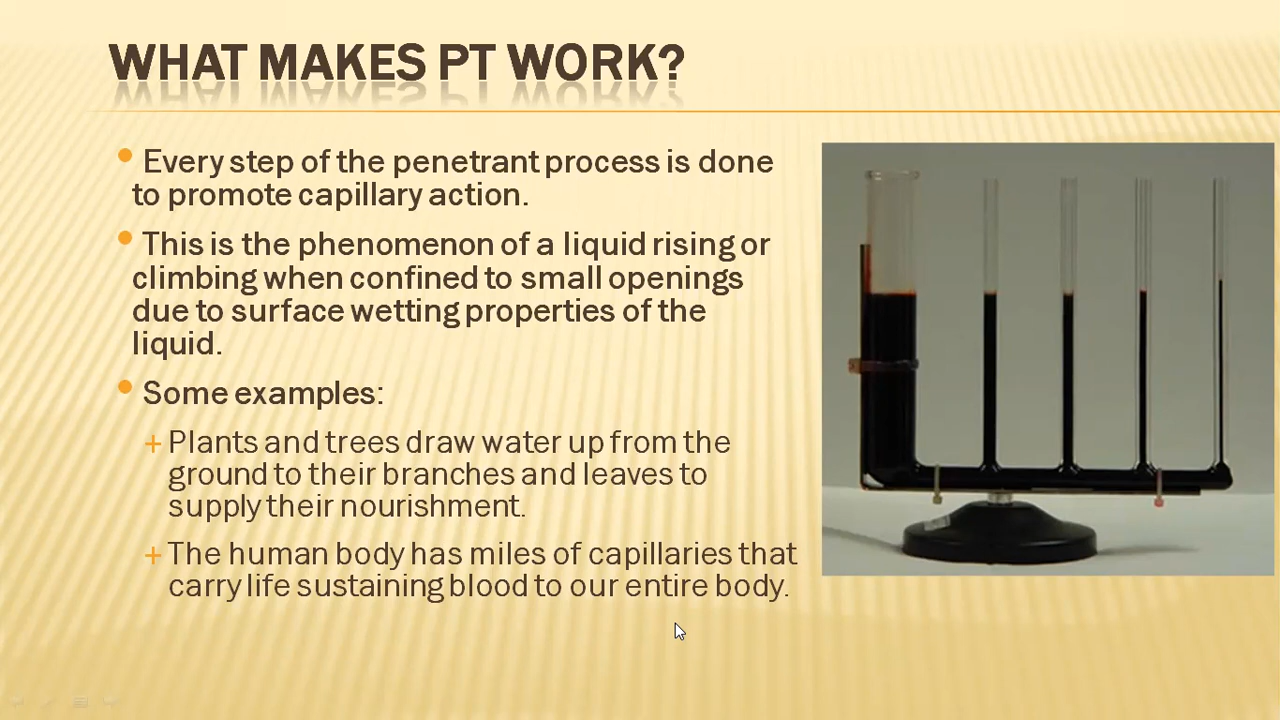 WHAT MAKES PT WORK?
Every step of the penetrant process is done
to promote capillary action.
This is the phenomenon of a liquid rising or
climbing when confined to small openings
due to surface wetting properties of the
liquid.
Some examples:
Plants and trees draw water up from the
ground to their branches and leaves to
supply their nourishment.
The human body has miles of capillaries that
carry life sustaining blood to our entire body.